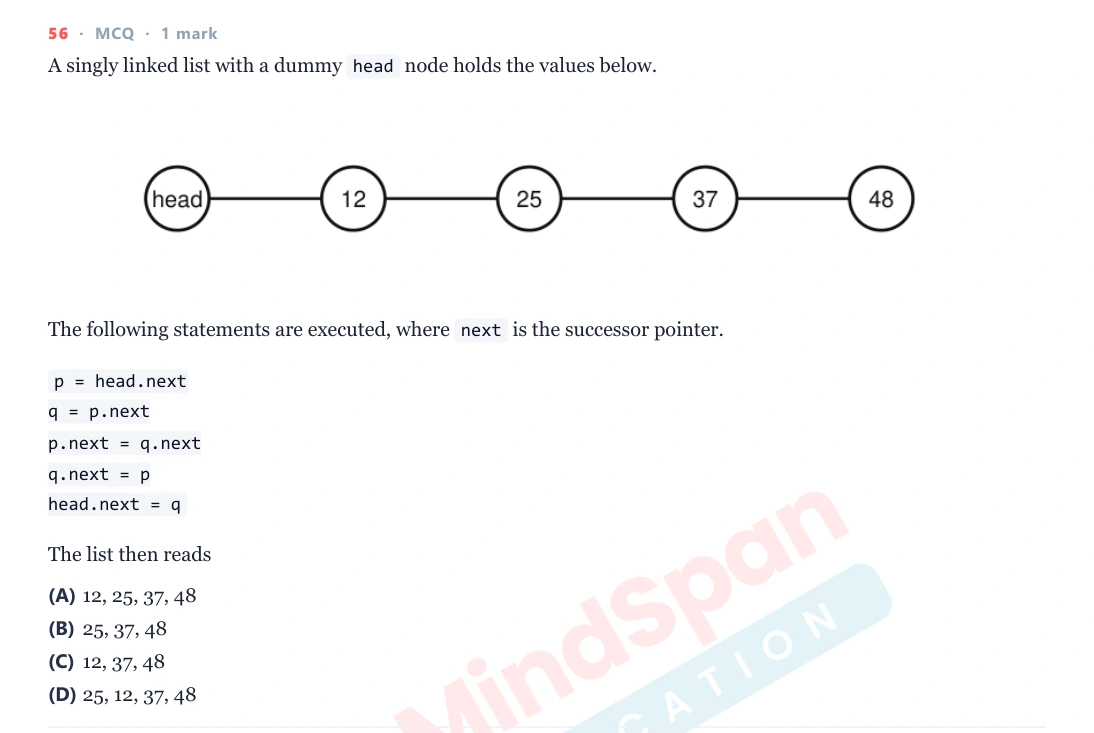 56 · MCQ · 1 mark
A singly linked list with a dummy head node holds the values below.
head 12 25 37 48
The following statements are executed, where next is the successor pointer.
p = head.next
q = p.next
p.next = q.next
q.next = p
head.next = q
The list then reads
(A) 12, 25, 37, 48
(B) 25, 37, 48
(C) 12, 37, 48
(D) 25, 12, 37, 48
MindSpan
CATION